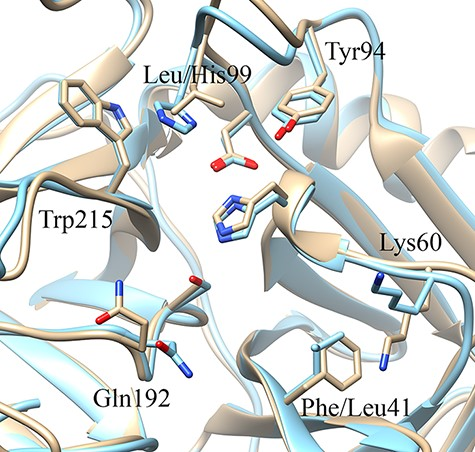 Tyr94
Leu/His99
Trp215
Lys60
Gln192
Phe/Leu41